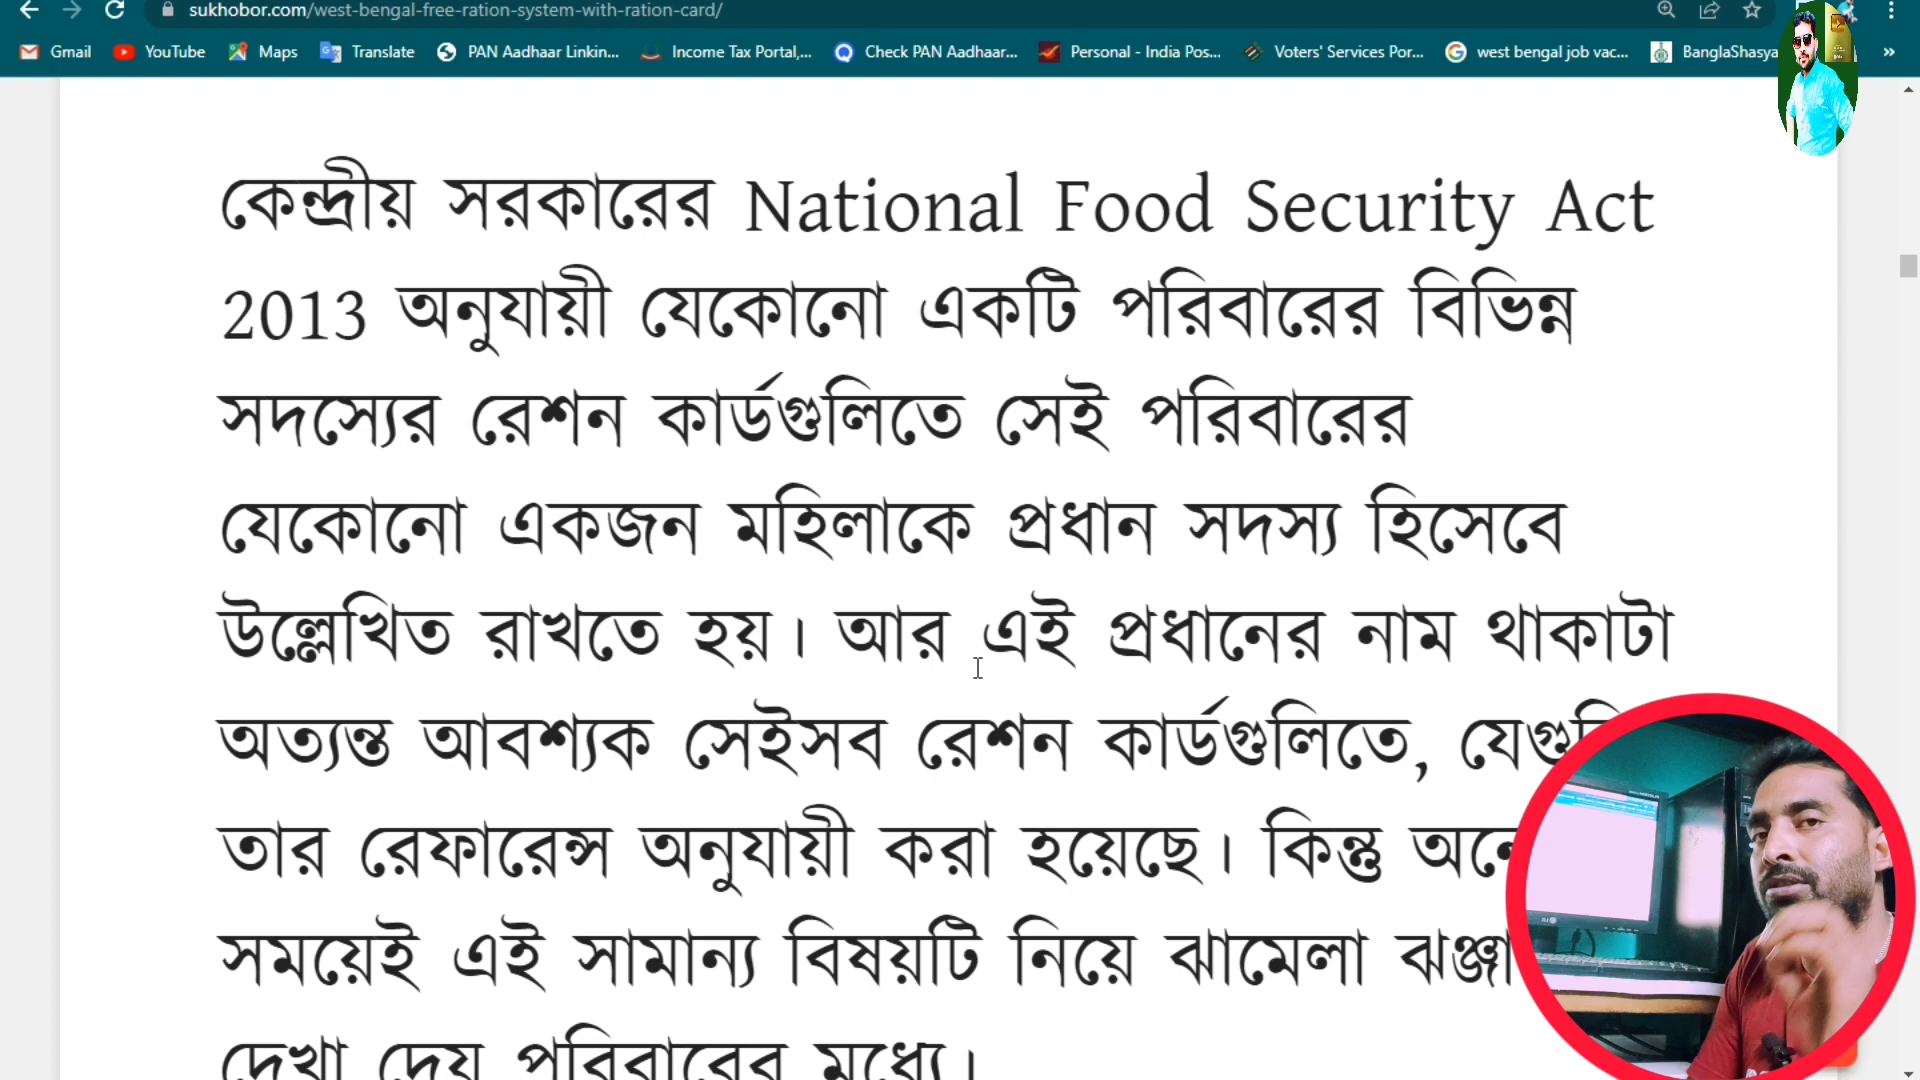 sukhobor.com/west-bengal-free-ration-system-with-ration-card/
Gmail YouTube Maps Translate PAN Aadhaar Linkin... Income Tax Portal,... Check PAN Aadhaar... Personal - India Pos... Voters' Services Por... west bengal job vac... BanglaShasya »
কেন্দ্রীয় সরকারের National Food Security Act
2013 অনুযায়ী যেকোনো একটি পরিবারের বিভিন্ন
সদস্যের রেশন কার্ডগুলিতে সেই পরিবারের
যেকোনো একজন মহিলাকে প্রধান সদস্য হিসেবে
উল্লেখিত রাখতে হয়। আর এই প্রধানের নাম থাকাটা
অত্যন্ত আবশ্যক সেইসব রেশন কার্ডগুলিতে,
তার রেফারেন্স অনুযায়ী করা হয়েছে। কিন্তু
সময়েই এই সামান্য বিষয়টি নিয়ে ঝামেলা
দেখা দেয় পরিবারের মধ্যে।